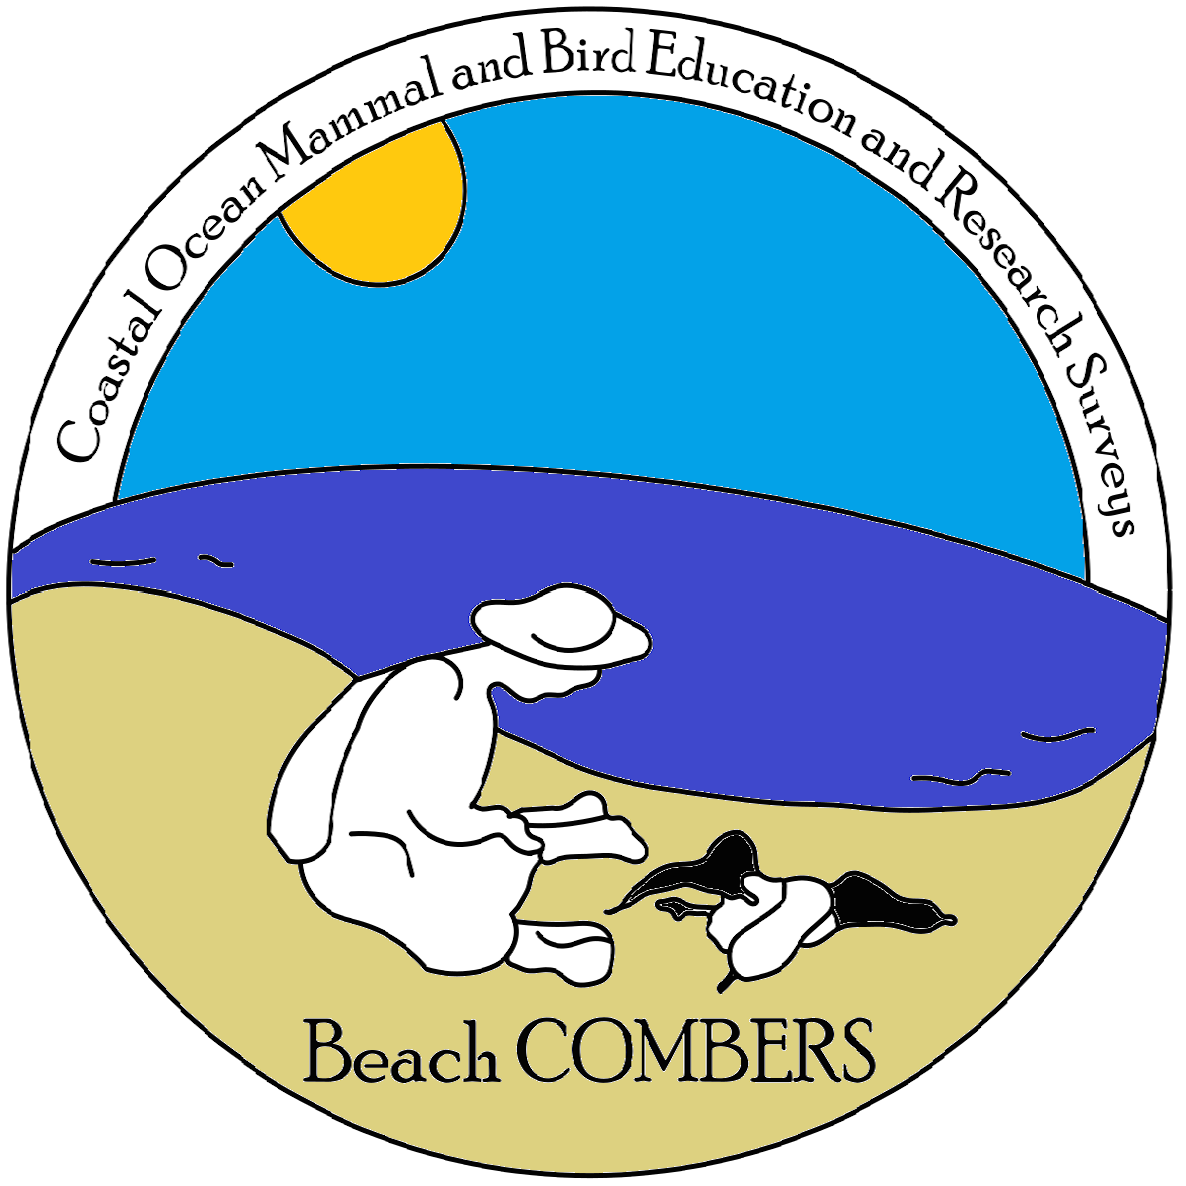 Coastal Ocean Mammal and Bird Education and Research Surveys
Beach COMBERS